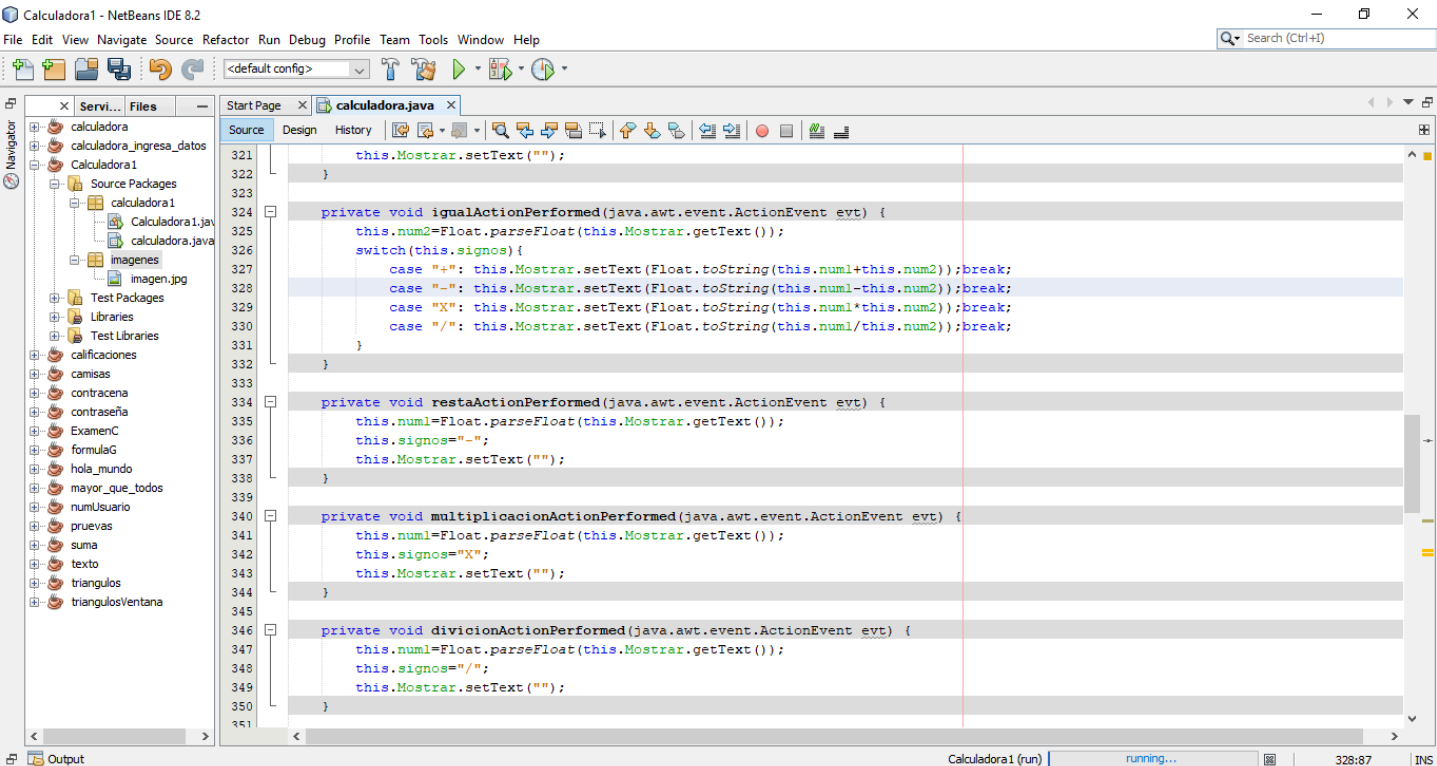 Calculadora1 - NetBeans IDE 8.2
File Edit View Navigate Source Refactor Run Debug Profile Team Tools Window Help
Search (Ctrl+I)
<default config>
Navigator
Servi... Files
calculadora
calculadora_ingresa_datos
Calculadora1
Source Packages
calculadora1
Calculadora1.jav
calculadora.java
imagenes
imagen.jpg
Test Packages
Libraries
Test Libraries
calificaciones
camisas
contracena
contraseña
ExamenC
formulaG
hola_mundo
mayor_que_todos
numUsuario
pruevas
suma
texto
triangulos
triangulosVentana
Start Page calculadora.java
Source Design History
321 this.Mostrar.setText("");
322 }
323
324 private void igualActionPerformed(java.awt.event.ActionEvent evt) {
325 this.num2=Float.parseFloat(this.Mostrar.getText());
326 switch(this.signos){
327 case "+": this.Mostrar.setText(Float.toString(this.num1+this.num2));break;
328 case "-": this.Mostrar.setText(Float.toString(this.num1-this.num2));break;
329 case "X": this.Mostrar.setText(Float.toString(this.num1*this.num2));break;
330 case "/": this.Mostrar.setText(Float.toString(this.num1/this.num2));break;
331 }
332 }
333
334 private void restaActionPerformed(java.awt.event.ActionEvent evt) {
335 this.num1=Float.parseFloat(this.Mostrar.getText());
336 this.signos="-";
337 this.Mostrar.setText("");
338 }
339
340 private void multiplicacionActionPerformed(java.awt.event.ActionEvent evt) {
341 this.num1=Float.parseFloat(this.Mostrar.getText());
342 this.signos="X";
343 this.Mostrar.setText("");
344 }
345
346 private void divicionActionPerformed(java.awt.event.ActionEvent evt) {
347 this.num1=Float.parseFloat(this.Mostrar.getText());
348 this.signos="/";
349 this.Mostrar.setText("");
350 }
351
Output
Calculadora1 (run) running... 328:87 INS